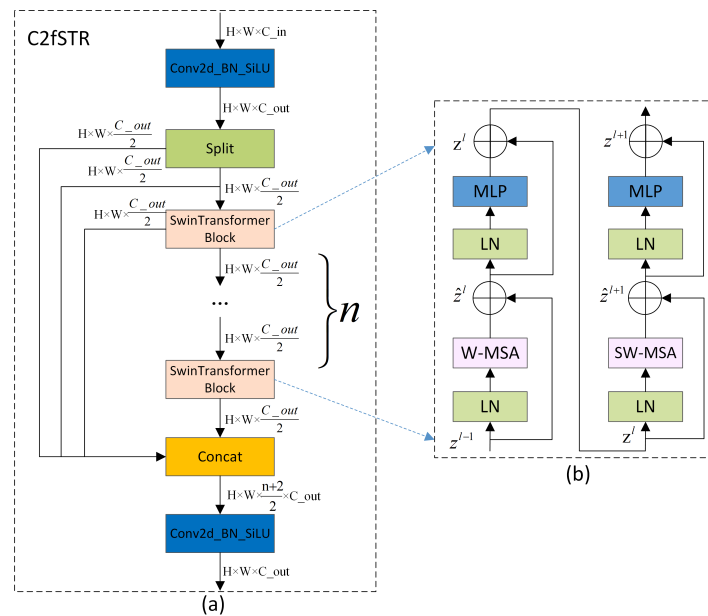 C2fSTR
H×W×C_in
Conv2d_BN_SiLU
H×W×C_out
H×W×C_out/2
Split
H×W×C_out/2
H×W×C_out/2
H×W×C_out/2
SwinTransformer
Block
H×W×C_out/2
...
n
H×W×C_out/2
SwinTransformer
Block
H×W×C_out/2
Concat
H×W×n+2/2×C_out
Conv2d_BN_SiLU
H×W×C_out
(a)
z^l
MLP
LN
ẑ^l
W-MSA
LN
z^{l-1}
z^{l+1}
MLP
LN
ẑ^{l+1}
SW-MSA
LN
z^l
(b)